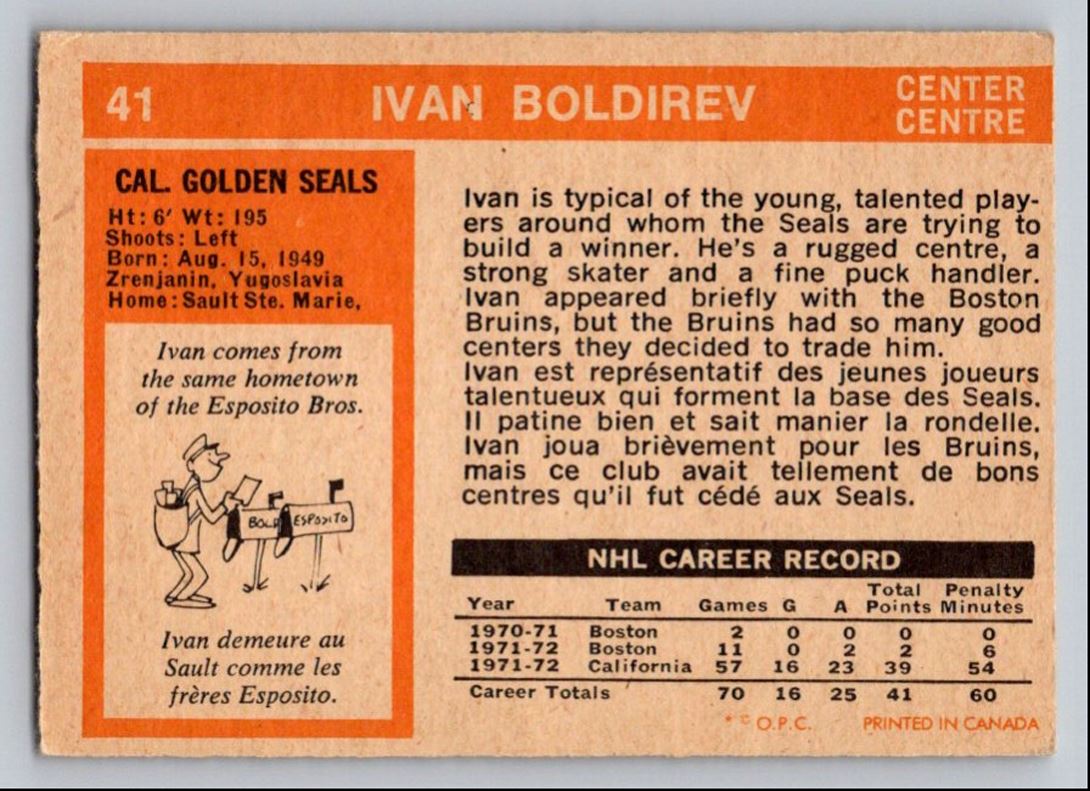 41 IVAN BOLDIREV CENTER
CENTRE
CAL. GOLDEN SEALS
Ht: 6' Wt: 195
Shoots: Left
Born: Aug. 15, 1949
Zrenjanin, Yugoslavia
Home: Sault Ste. Marie,
Ivan comes from
the same hometown
of the Esposito Bros.
BOLD ESPOSITO
Ivan demeure au
Sault comme les
frères Esposito.
Ivan is typical of the young, talented play-
ers around whom the Seals are trying to
build a winner. He's a rugged centre, a
strong skater and a fine puck handler.
Ivan appeared briefly with the Boston
Bruins, but the Bruins had so many good
centers they decided to trade him.
Ivan est représentatif des jeunes joueurs
talentueux qui forment la base des Seals.
Il patine bien et sait manier la rondelle.
Ivan joua brièvement pour les Bruins,
mais ce club avait tellement de bons
centres qu'il fut cédé aux Seals.
NHL CAREER RECORD
Year Team Games G A Total Points Penalty Minutes
1970-71 Boston 2 0 0 0 0
1971-72 Boston 11 0 2 2 6
1971-72 California 57 16 23 39 54
Career Totals 70 16 25 41 60
* © O.P.C. PRINTED IN CANADA